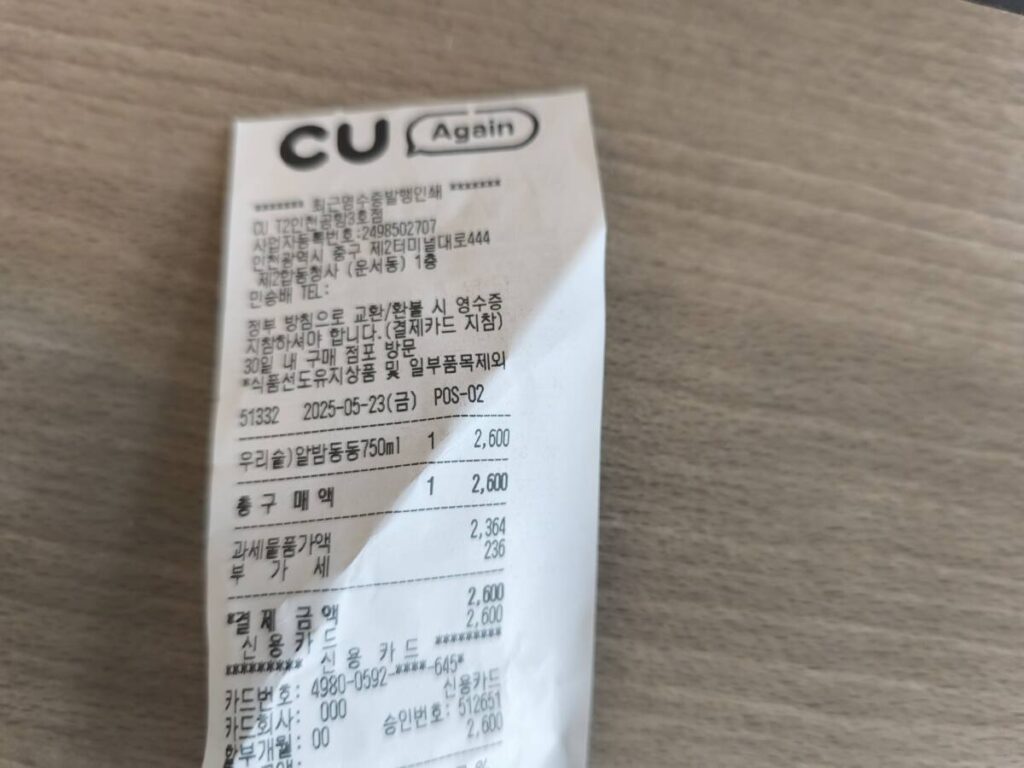 CU Again
******* 최근영수증발행인쇄 *******
CU T2인천공항3호점
사업자등록번호:2498502707
인천광역시 중구 제2터미널대로444
제2합동청사 (운서동) 1층
민승배 TEL:
정부 방침으로 교환/환불 시 영수증
지참하셔야 합니다.(결제카드 지참)
30일 내 구매 점포 방문
*식품선도유지상품 및 일부품목제외
51332 2025-05-23(금) POS-02
우리술)알밤동동750ml 1 2,600
총 구 매 액 1 2,600
과세물품가액 2,364
부 가 세 236
*결 제 금 액 2,600
신 용 카 드 2,600
********* 신 용 카 드 *********
카드번호: 4980-0592-****-645*
카드회사: 000 신용카드
할부개월: 00 승인번호: 512651
2,600